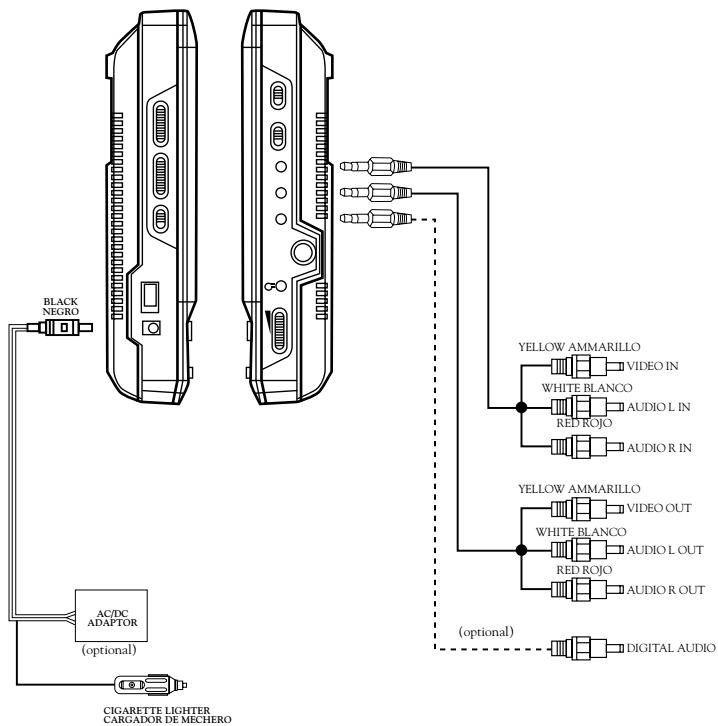 BLACK
NEGRO
YELLOW AMMARILLO
VIDEO IN
WHITE BLANCO
AUDIO L IN
RED ROJO
AUDIO R IN
YELLOW AMMARILLO
VIDEO OUT
WHITE BLANCO
AUDIO L OUT
RED ROJO
AUDIO R OUT
(optional)
DIGITAL AUDIO
AC/DC
ADAPTOR
(optional)
CIGARETTE LIGHTER
CARGADOR DE MECHERO